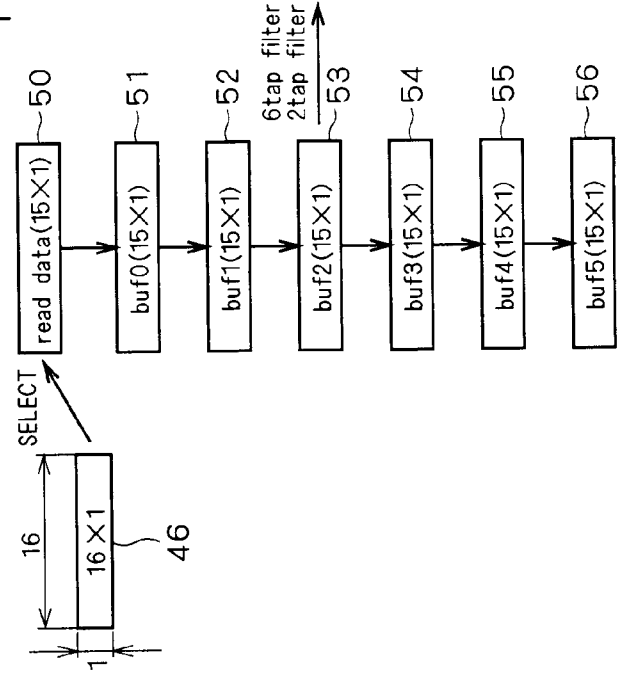 16
1
16×1
46
SELECT
read data(15×1)
50
buf0(15×1)
51
buf1(15×1)
52
6tap filter
2tap filter
buf2(15×1)
53
buf3(15×1)
54
buf4(15×1)
55
buf5(15×1)
56